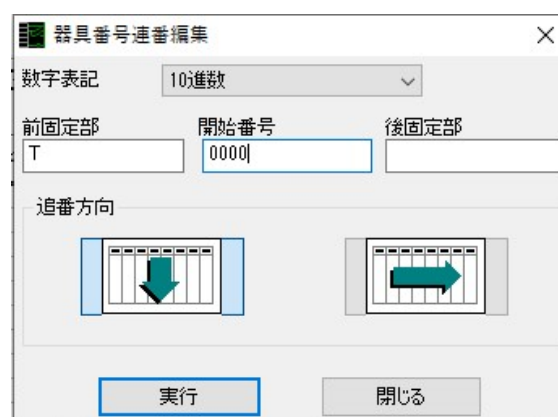 器具番号連番編集
数字表記 10進数
前固定部 開始番号 後固定部
T 0000
追番方向
実行 閉じる